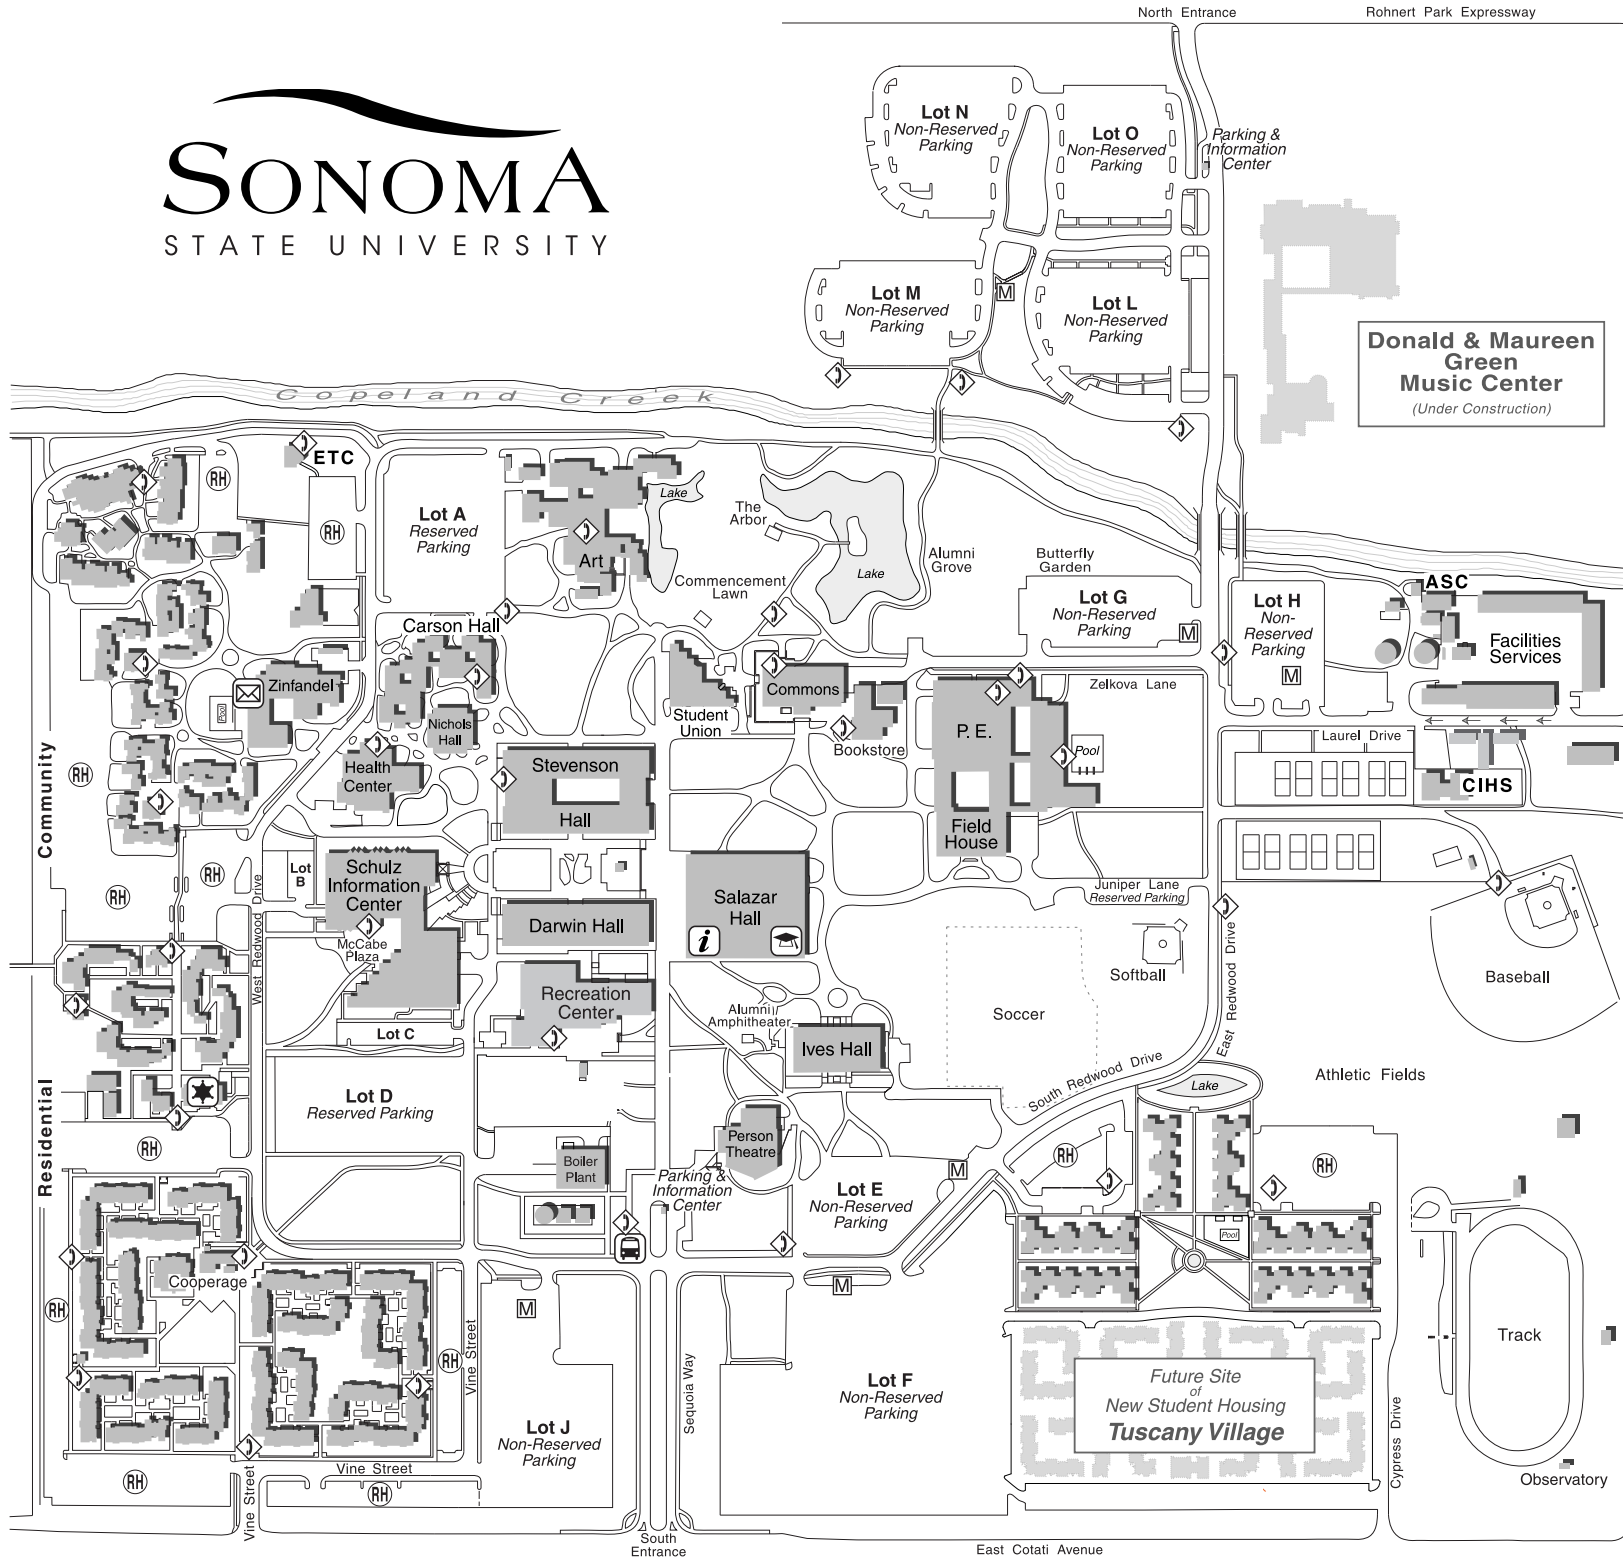 North Entrance
Rohnert Park Expressway
SONOMA
STATE UNIVERSITY
Lot N
Non-Reserved
Parking
Lot O
Non-Reserved
Parking
Parking &
Information
Center
Lot M
Non-Reserved
Parking
M
Lot L
Non-Reserved
Parking
Donald & Maureen
Green
Music Center
(Under Construction)
Copeland Creek
ETC
RH
RH
Lot A
Reserved
Parking
Art
Lake
The
Arbor
Lake
Alumni
Grove
Butterfly
Garden
Commencement
Lawn
Lot G
Non-Reserved
Parking
M
Lot H
Non-
Reserved
Parking
M
ASC
Facilities
Services
Carson Hall
Zinfandel
Pool
Nichols
Hall
Student
Union
Commons
Bookstore
P. E.
Pool
Field
House
Zelkova Lane
Laurel Drive
CIHS
Community
RH
Health
Center
Stevenson
Hall
RH
RH
Lot
B
West Redwood Drive
Schulz
Information
Center
McCabe
Plaza
Darwin Hall
Salazar
Hall
i
Juniper Lane
Reserved Parking
Softball
East Redwood Drive
Baseball
Recreation
Center
Lot C
Alumni
Amphitheater
Ives Hall
Soccer
South Redwood Drive
Lake
Athletic Fields
Lot D
Reserved Parking
Residential
RH
Boiler
Plant
Person
Theatre
Parking &
Information
Center
Lot E
Non-Reserved
Parking
M
RH
RH
Pool
Cooperage
RH
M
M
RH
Vine Street
Sequoia Way
Lot J
Non-Reserved
Parking
Lot F
Non-Reserved
Parking
Future Site
of
New Student Housing
Tuscany Village
Cypress Drive
Track
Observatory
Vine Street
RH
Vine Street
RH
South
Entrance
East Cotati Avenue